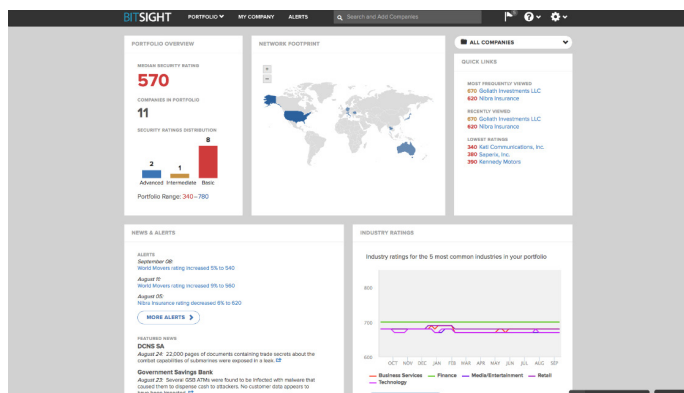 BITSIGHT PORTFOLIO MY COMPANY ALERTS Search and Add Companies
PORTFOLIO OVERVIEW
MEDIAN SECURITY RATING
570
COMPANIES IN PORTFOLIO
11
SECURITY RATINGS DISTRIBUTION
8
2
1
Advanced Intermediate Basic
Portfolio Range: 340–780
NETWORK FOOTPRINT
+
−
ALL COMPANIES
QUICK LINKS
MOST FREQUENTLY VIEWED
670 Goliath Investments LLC
620 Nibra Insurance
RECENTLY VIEWED
670 Goliath Investments LLC
620 Nibra Insurance
LOWEST RATINGS
340 Kati Communications, Inc.
380 Saperix, Inc.
390 Kennedy Motors
NEWS & ALERTS
ALERTS
September 08:
World Movers rating increased 5% to 540
August 11:
World Movers rating increased 9% to 560
August 05:
Nibra Insurance rating decreased 6% to 620
MORE ALERTS
FEATURED NEWS
DCNS SA
August 24: 22,000 pages of documents containing trade secrets about the
combat capabilities of submarines were exposed in a leak.
Government Savings Bank
August 23: Several GSB ATMs were found to be infected with malware that
caused them to dispense cash to attackers. No customer data appears to
have been impacted.
INDUSTRY RATINGS
Industry ratings for the 5 most common industries in your portfolio
800
700
600
OCT NOV DEC JAN FEB MAR APR MAY JUN JUL AUG SEP
Business Services Finance Media/Entertainment Retail
Technology